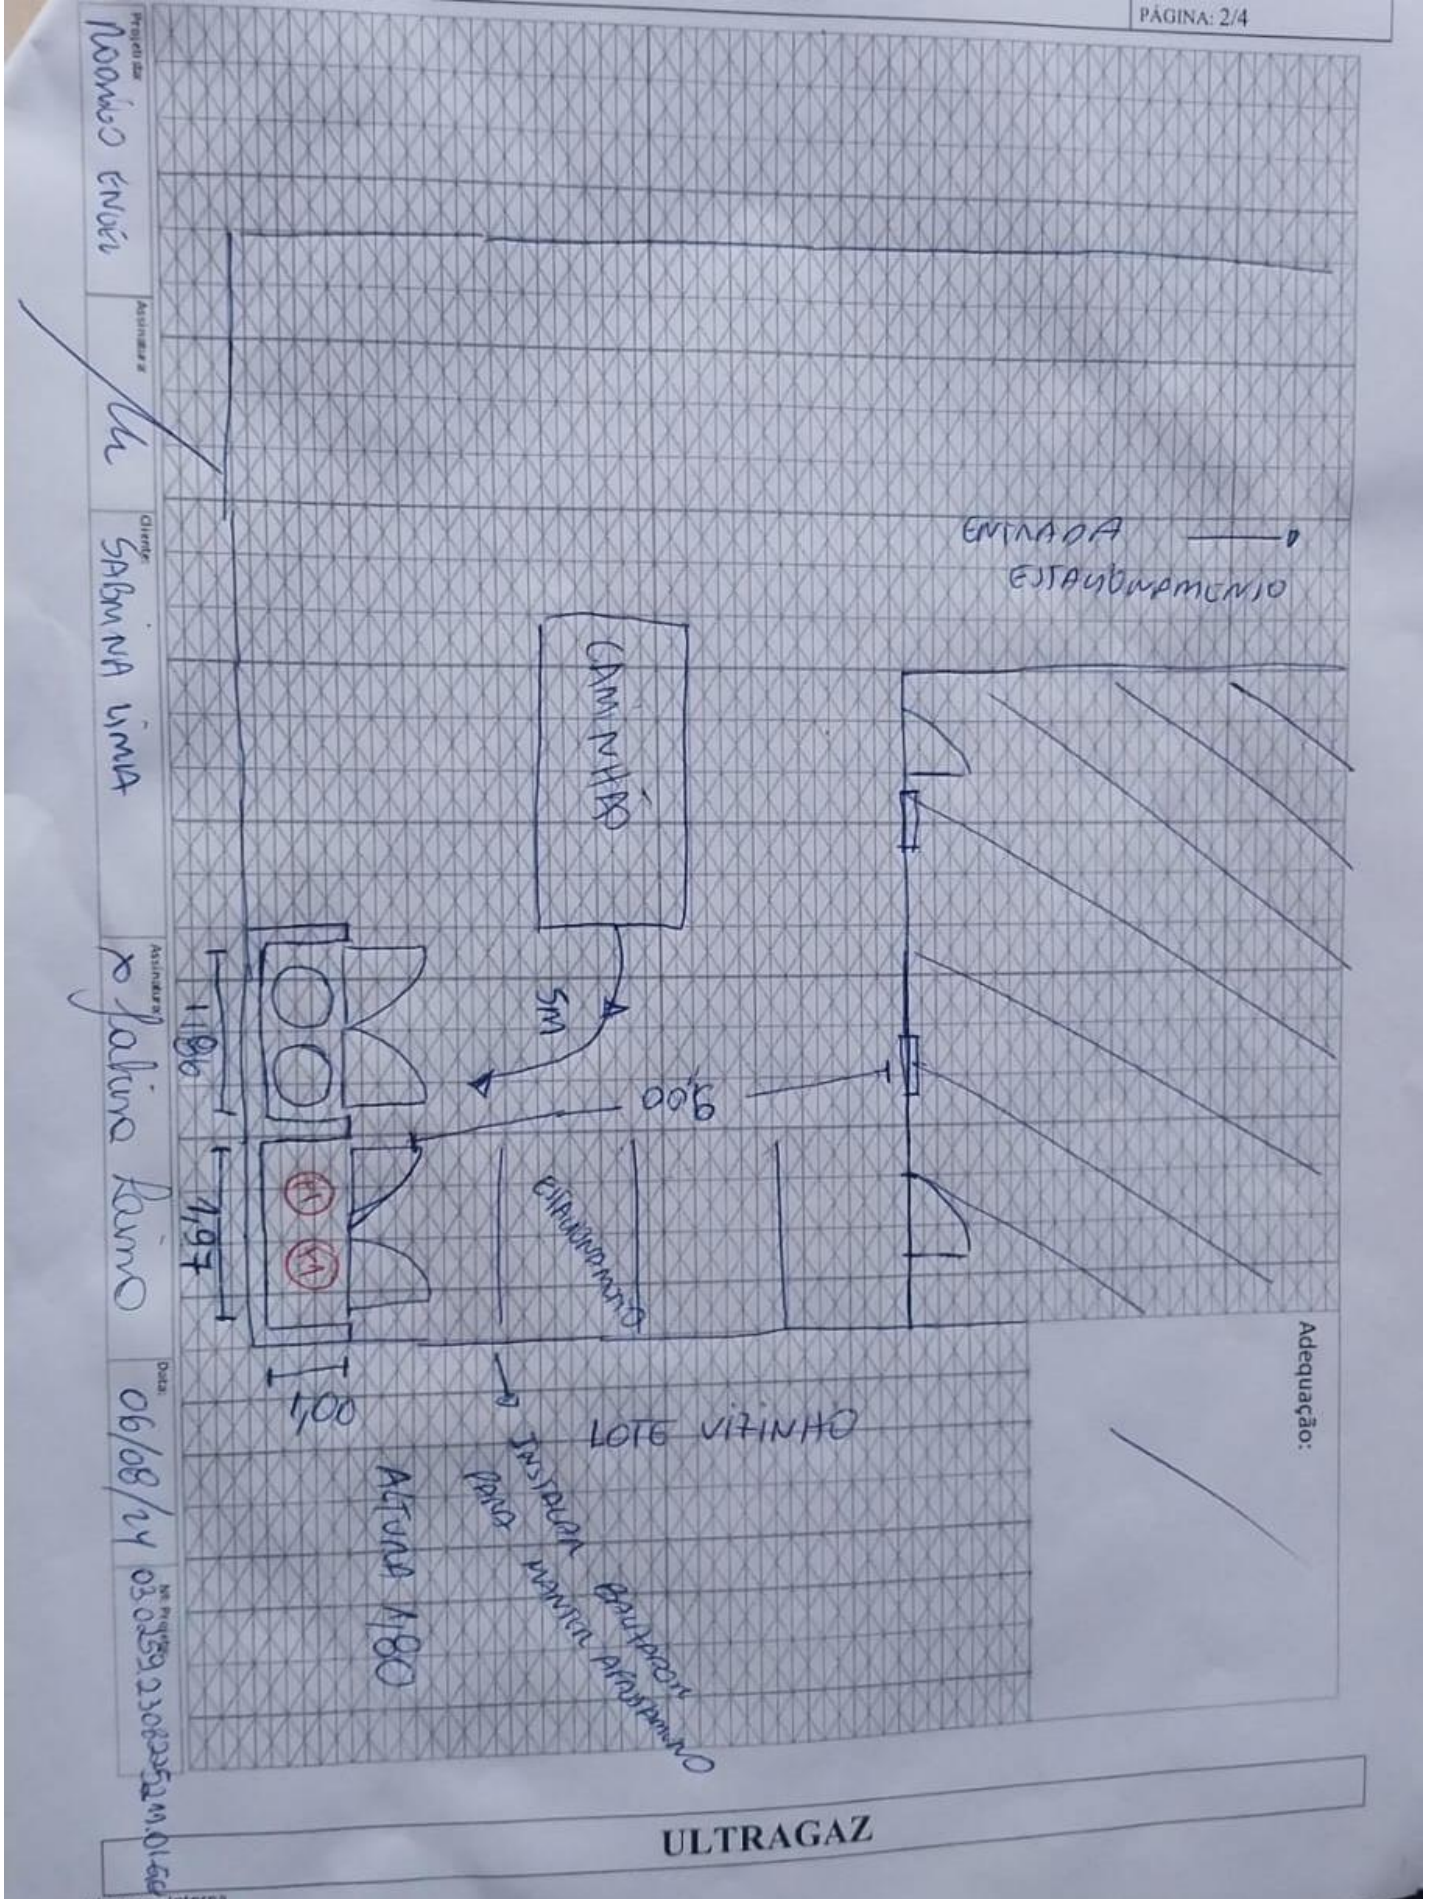 PÁGINA: 2/4
ULTRAGAZ
Adequação:
ENTRADA
ESTACIONAMENTO
CAMINHÃO
5M
9,00
ESTACIONAMENTO
1,86
1,97
1,00
ALTURA 1,80
LOTE VIZINHO
INSTALAR BALIZADOR
PARA MANTER AFASTAMENTO
Assinatura
Cliente:
SABRINA LIMA
Assinatura
Data:
06/08/24